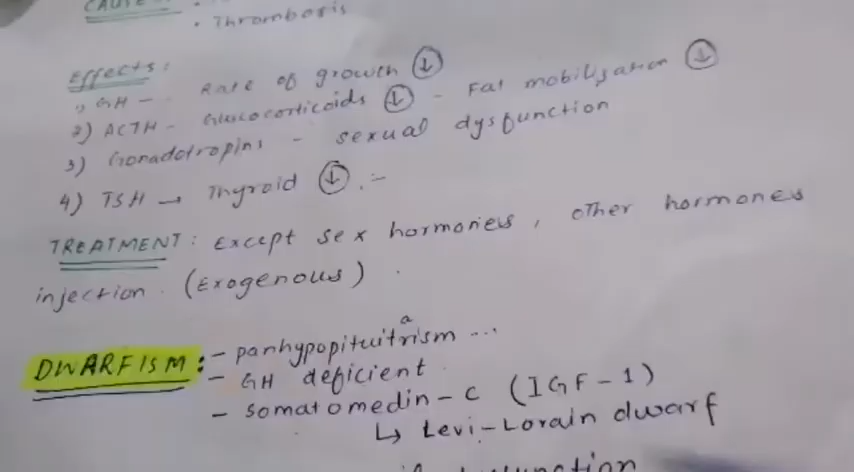 CAUSE
• Thrombosis
Effects:
1) GH - Rate of growth ↓
2) ACTH - Glucocorticoids ↓ - Fat mobilization ↓
3) Gonadotropins - sexual dysfunction
4) TSH → Thyroid ↓ :-
TREATMENT: Except sex hormones, other hormones
injection. (Exogenous).
DWARFISM:- panhypopituitarism ...
- GH deficient
- Somatomedin-C (IGF-1)
↳ Levi-Lorain dwarf